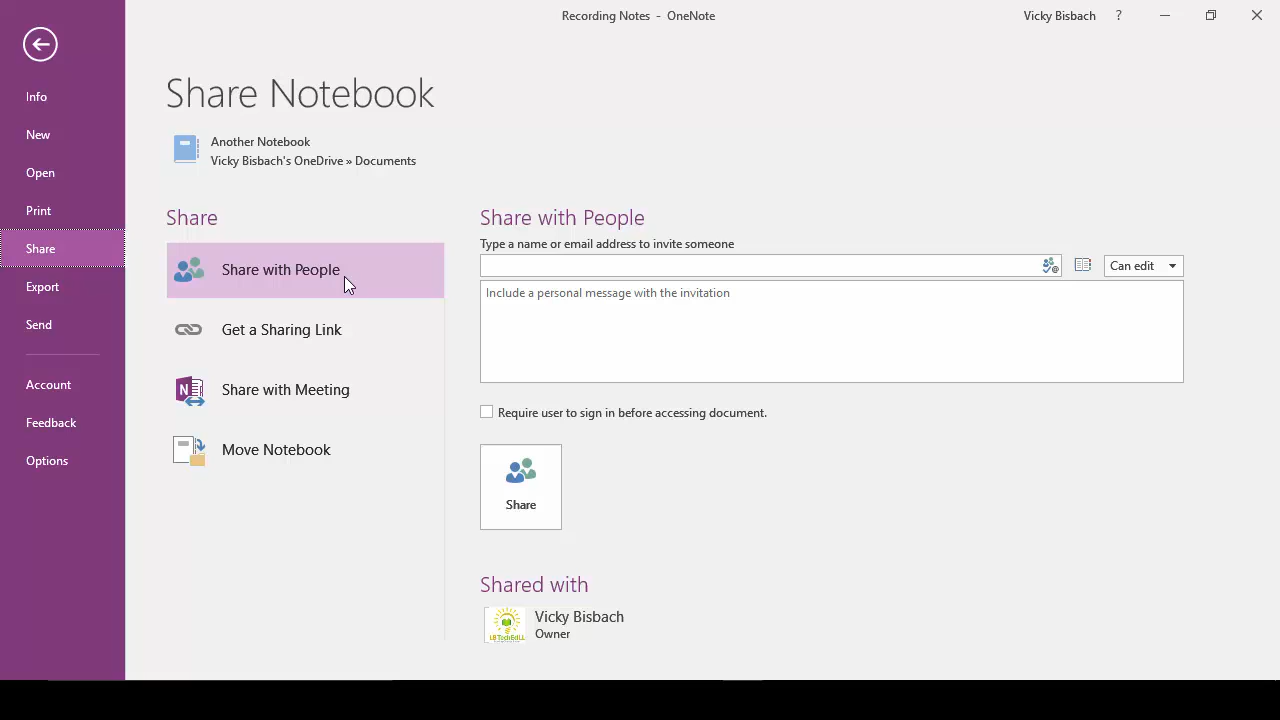 Recording Notes - OneNote
Vicky Bisbach
?
Info
New
Open
Print
Share
Export
Send
Account
Feedback
Options
Share Notebook
Another Notebook
Vicky Bisbach's OneDrive » Documents
Share
Share with People
Get a Sharing Link
N
Share with Meeting
Move Notebook
Share with People
Type a name or email address to invite someone
Can edit
Include a personal message with the invitation
Require user to sign in before accessing document.
Share
Shared with
LBTechEdLL
Vicky Bisbach
Owner